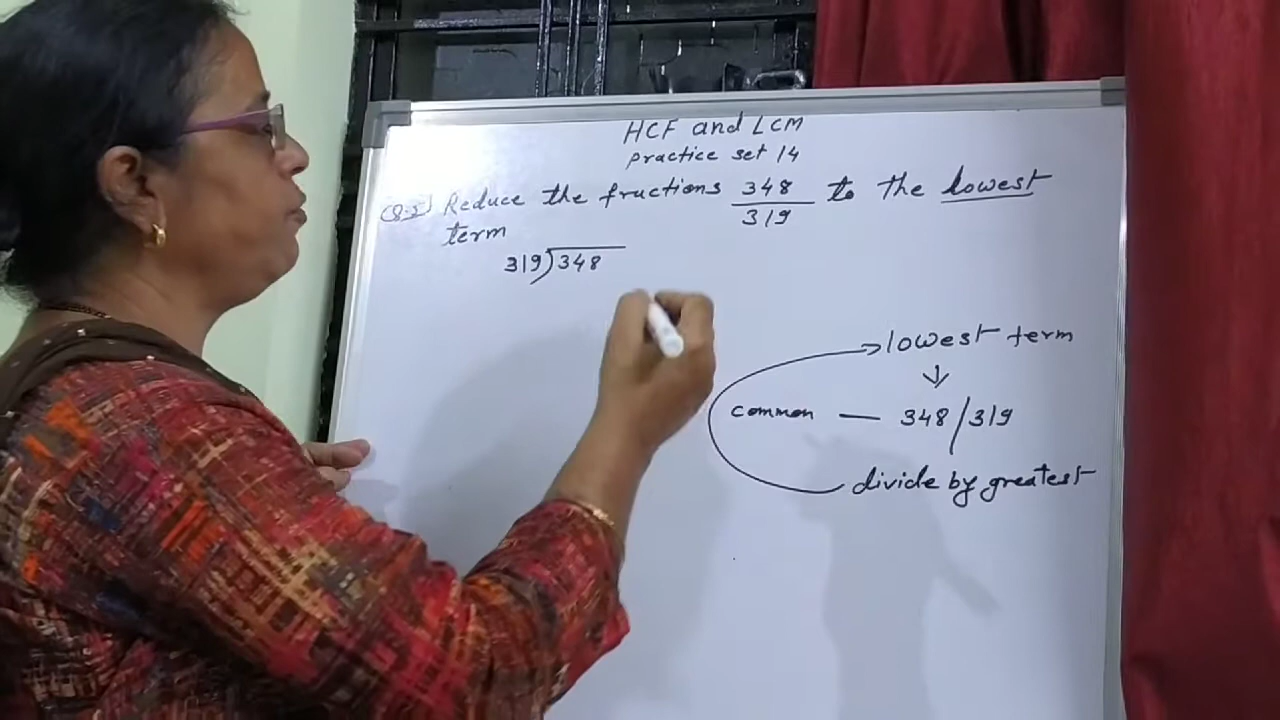 HCF and LCM
practice set 14
Q.5) Reduce the fructions 348/319 to the lowest
term
319)348
lowest term
↓
common — 348/319
divide by greatest